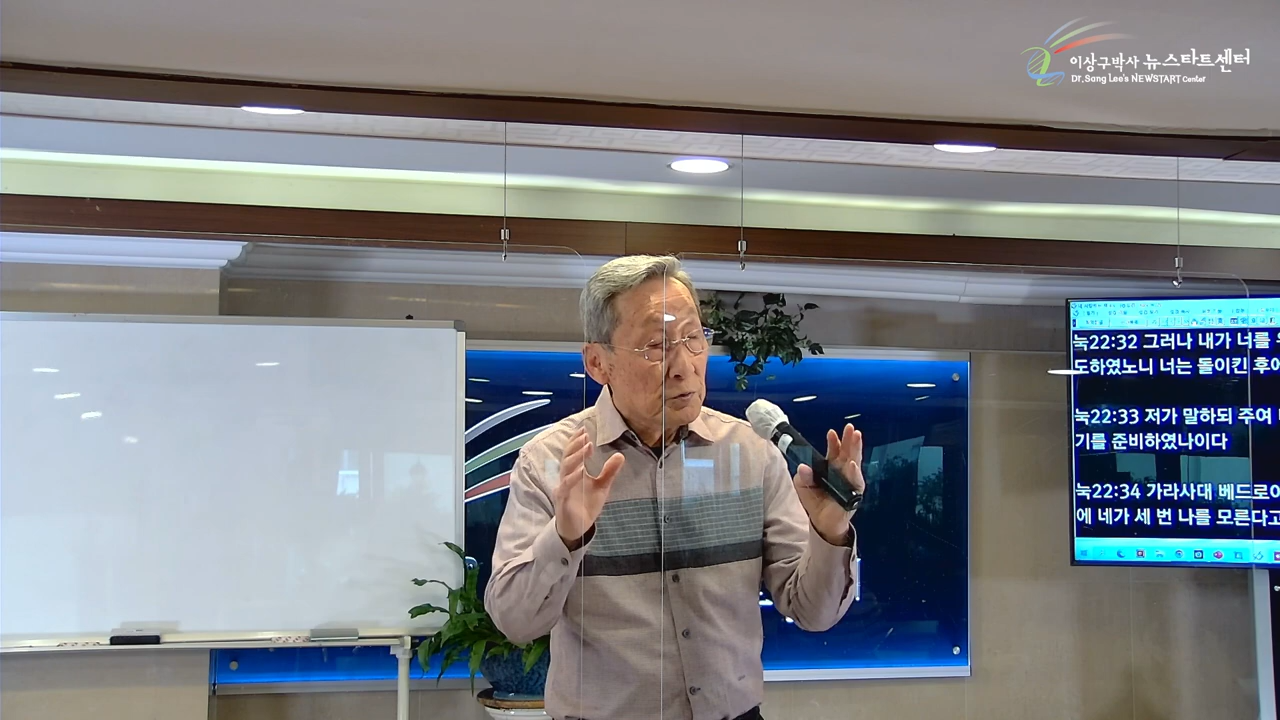 이상구박사 뉴스타트센터
Dr. Sang Lee's NEWSTART Center
눅22:32 그러나 내가 너를
도하였노니 너는 돌이킨 후에
눅22:33 저가 말하되 주여
기를 준비하였나이다
눅22:34 가라사대 베드로야
에 네가 세 번 나를 모른다고